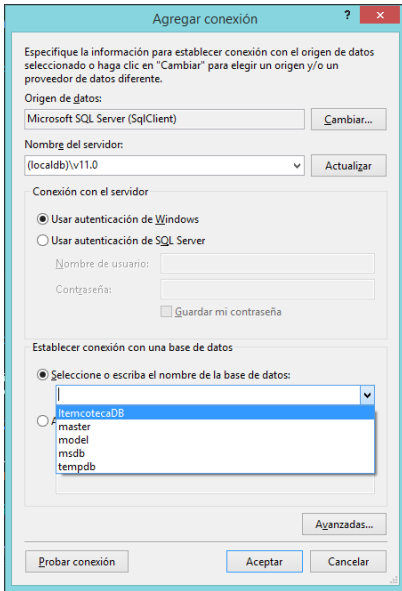 Agregar conexión
?
Especifique la información para establecer conexión con el origen de datos
seleccionado o haga clic en "Cambiar" para elegir un origen y/o un
proveedor de datos diferente.
Origen de datos:
Microsoft SQL Server (SqlClient)
Cambiar...
Nombre del servidor:
(localdb)\v11.0
Actualizar
Conexión con el servidor
Usar autenticación de Windows
Usar autenticación de SQL Server
Nombre de usuario:
Contraseña:
Guardar mi contraseña
Establecer conexión con una base de datos
Seleccione o escriba el nombre de la base de datos:
ItemcotecaDB
master
model
msdb
tempdb
Avanzadas...
Probar conexión
Aceptar
Cancelar